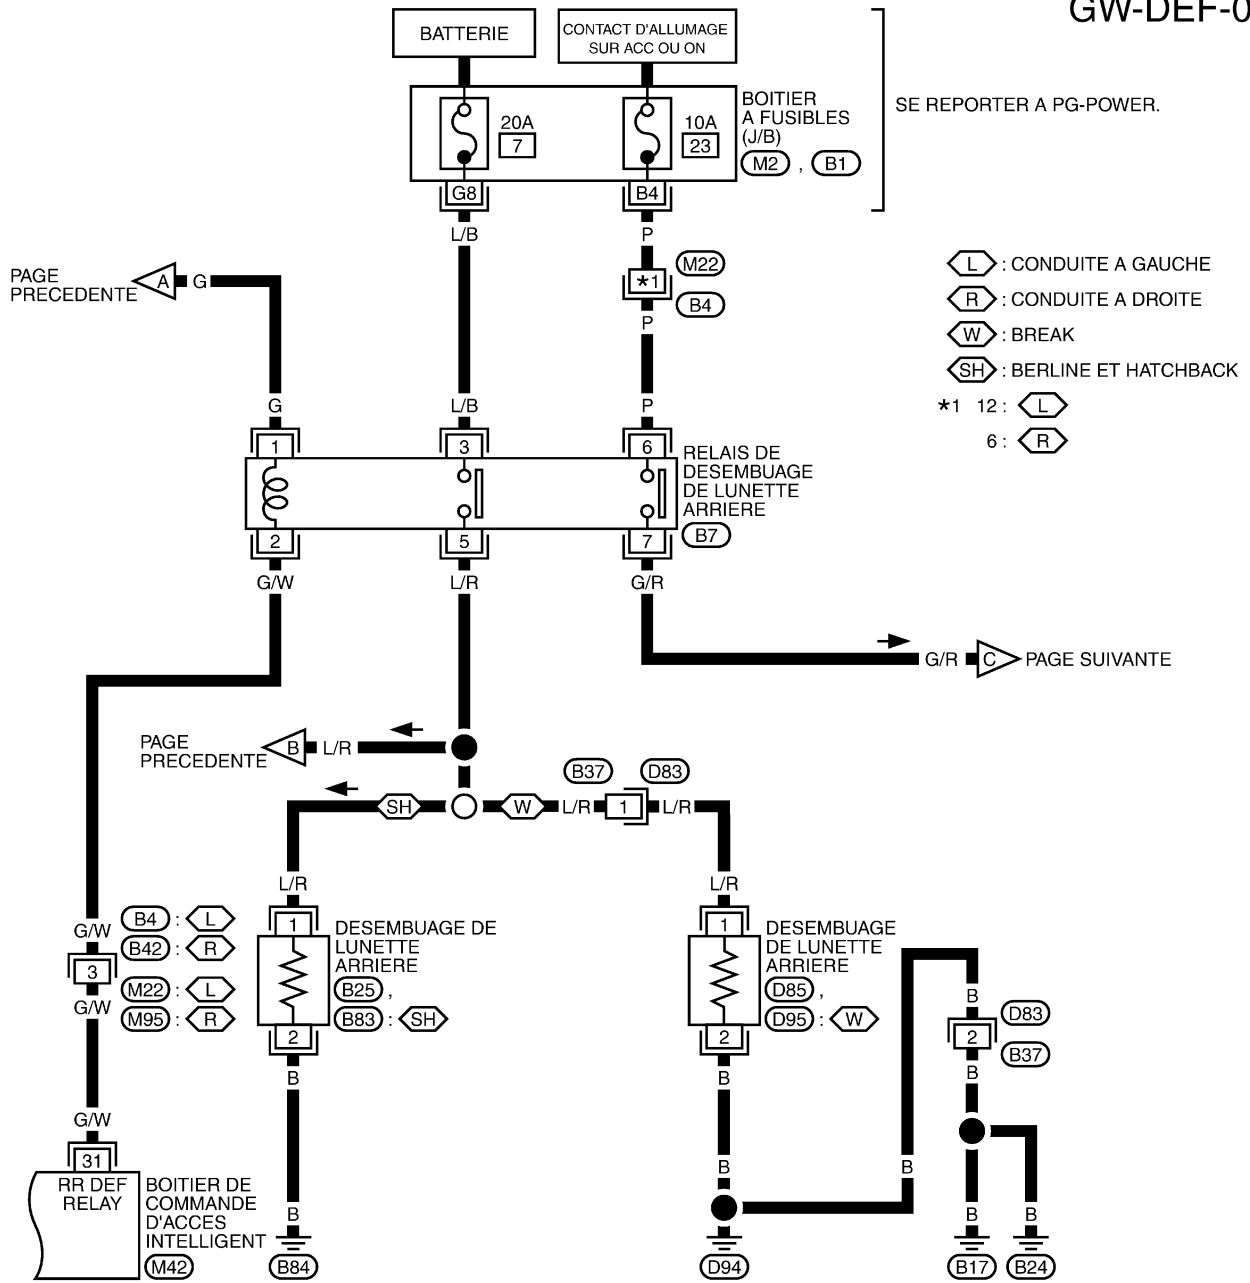 GW-DEF-0
BATTERIE
CONTACT D'ALLUMAGE
SUR ACC OU ON
20A
7
10A
23
BOITIER
A FUSIBLES
(J/B)
M2 , B1
SE REPORTER A PG-POWER.
G8
B4
L/B
P
M22
*1
B4
P
PAGE
PRECEDENTE
A
G
L : CONDUITE A GAUCHE
R : CONDUITE A DROITE
W : BREAK
SH : BERLINE ET HATCHBACK
*1 12 : L
6 : R
G
L/B
P
1
3
6
RELAIS DE
DESEMBUAGE
DE LUNETTE
ARRIERE
B7
2
5
7
G/W
L/R
G/R
G/R
C
PAGE SUIVANTE
PAGE
PRECEDENTE
B
L/R
B37
D83
SH
W
L/R
1
L/R
L/R
L/R
B4 : L
G/W
B42 : R
3
M22 : L
G/W
M95 : R
G/W
1
DESEMBUAGE DE
LUNETTE
ARRIERE
B25 ,
B83 : SH
2
B
B
B84
1
DESEMBUAGE
DE LUNETTE
ARRIERE
D85 ,
D95 : W
2
B
B
B
D94
B
D83
2
B37
B
B
B
B17
B24
31
RR DEF
RELAY
BOITIER DE
COMMANDE
D'ACCES
INTELLIGENT
M42